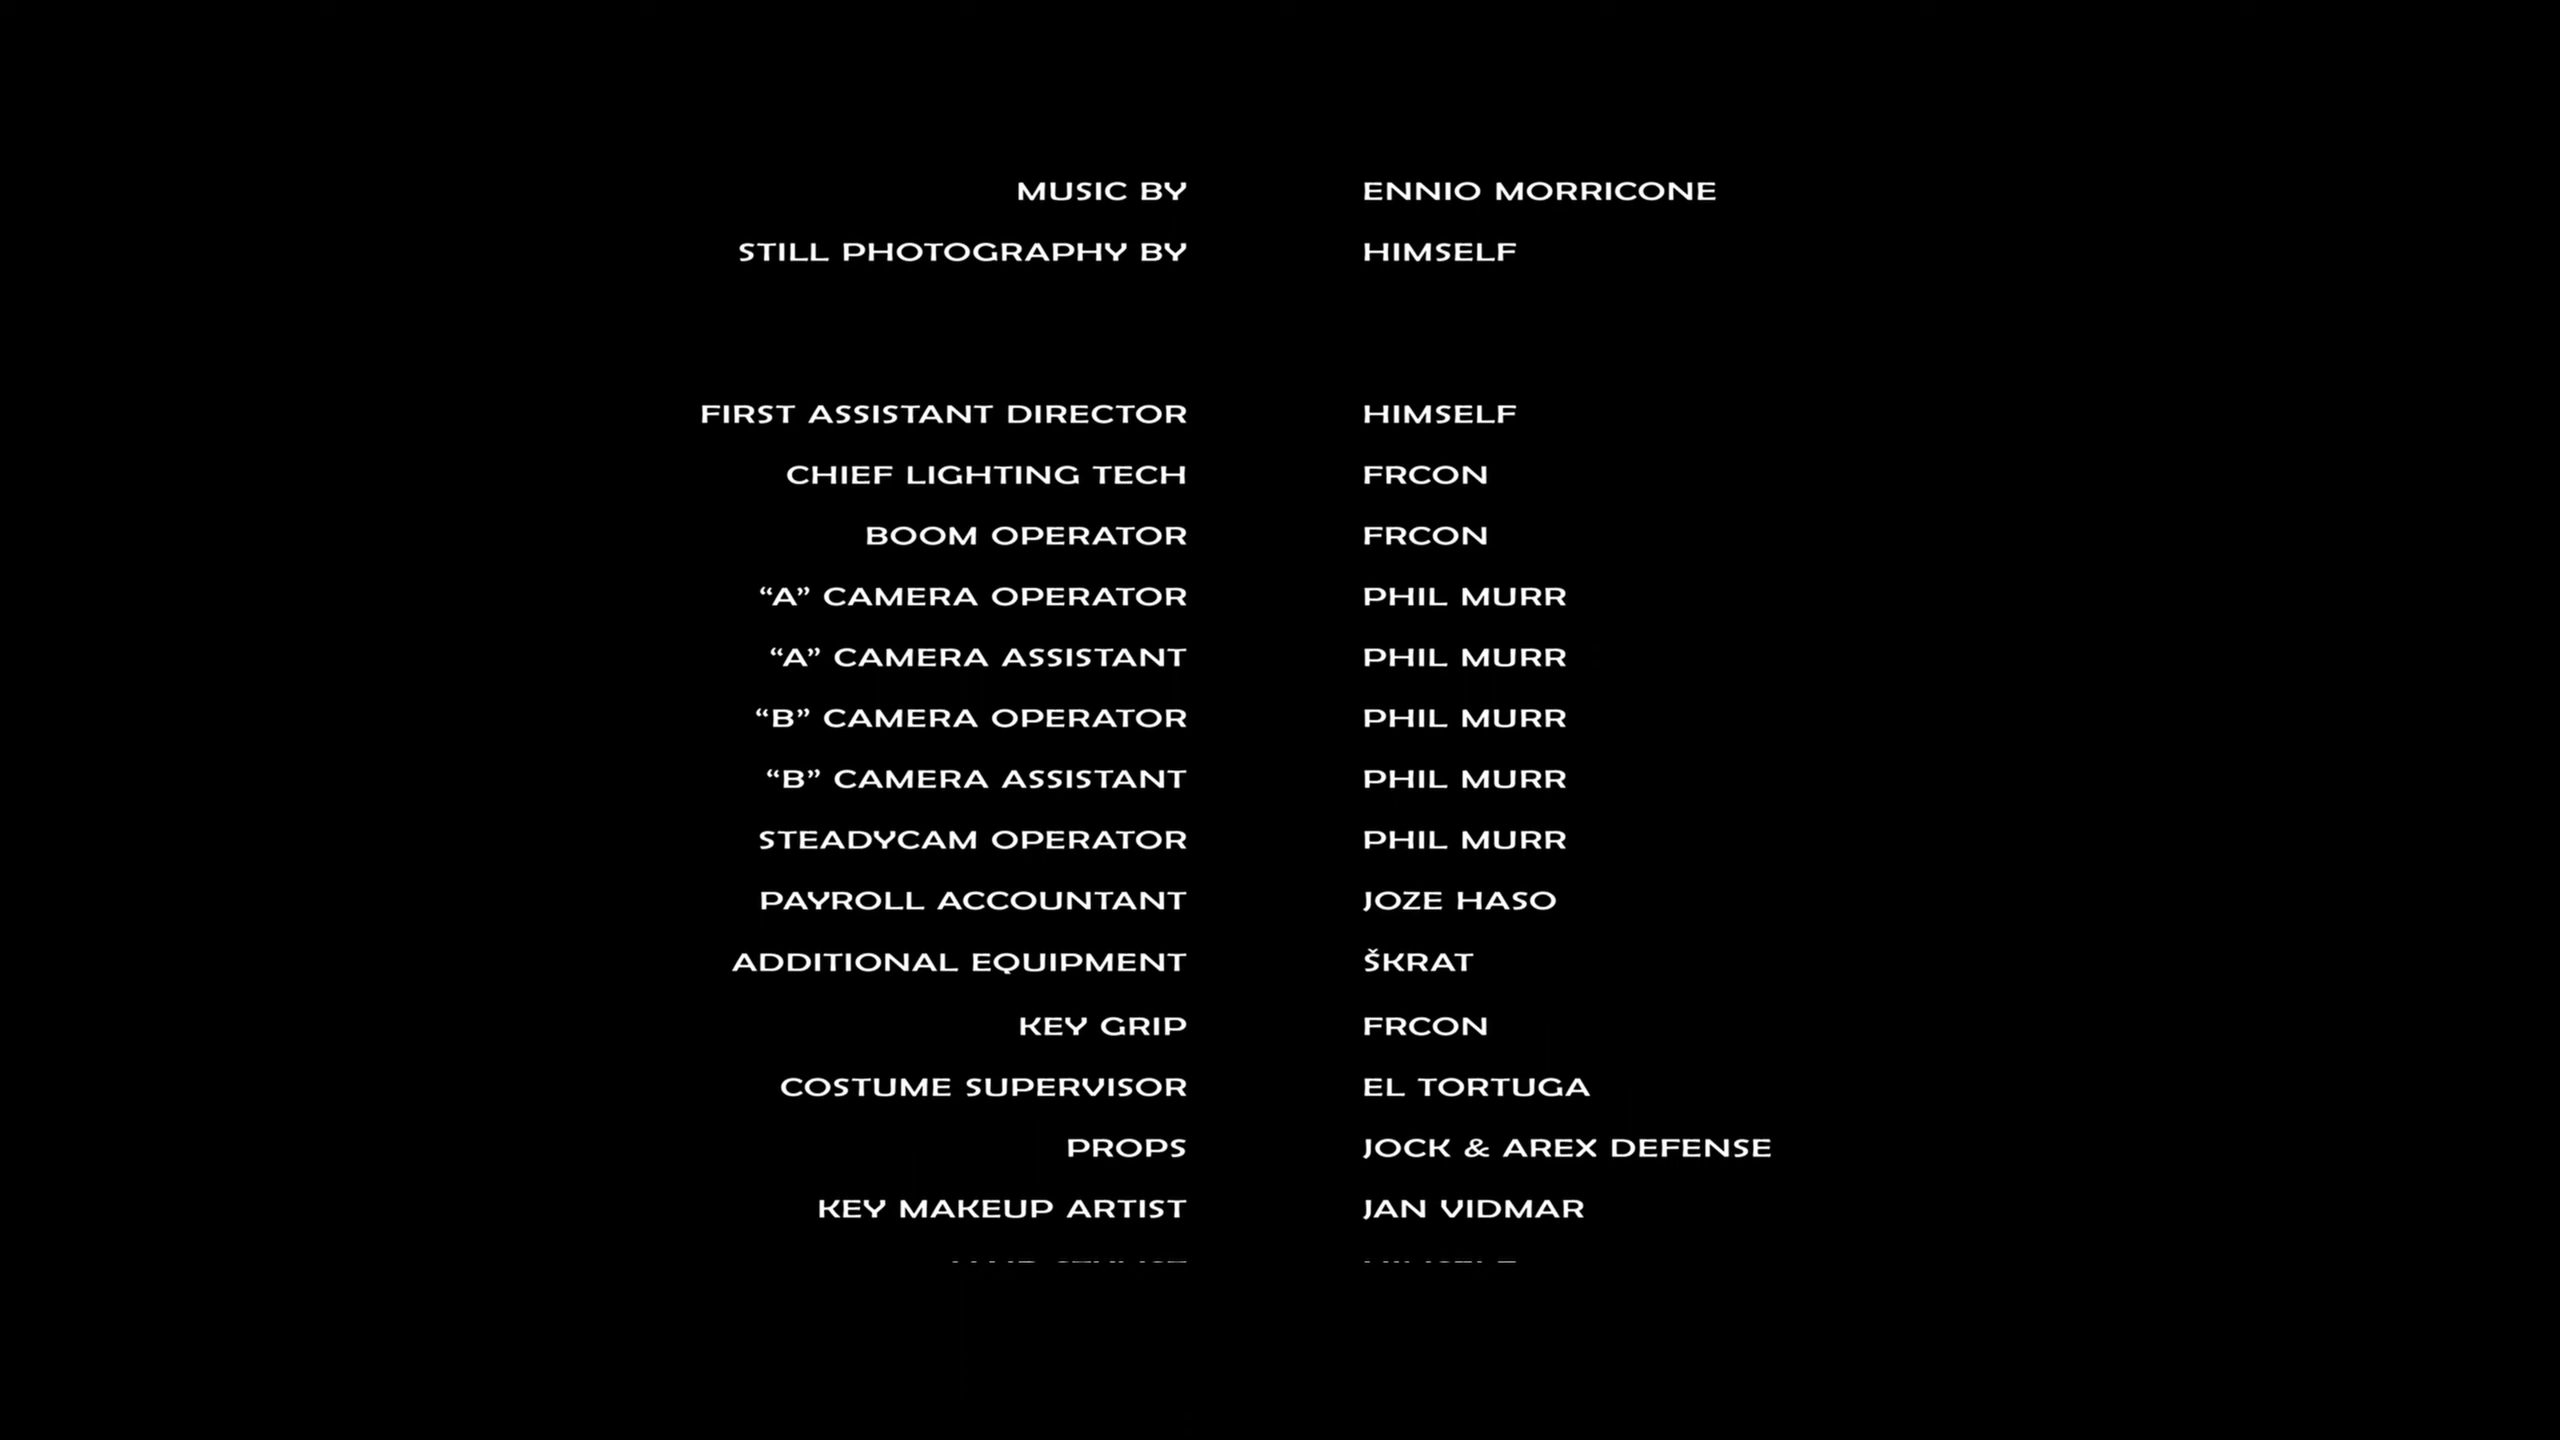 MUSIC BY ENNIO MORRICONE
STILL PHOTOGRAPHY BY HIMSELF
FIRST ASSISTANT DIRECTOR HIMSELF
CHIEF LIGHTING TECH FRCON
BOOM OPERATOR FRCON
“A” CAMERA OPERATOR PHIL MURR
“A” CAMERA ASSISTANT PHIL MURR
“B” CAMERA OPERATOR PHIL MURR
“B” CAMERA ASSISTANT PHIL MURR
STEADYCAM OPERATOR PHIL MURR
PAYROLL ACCOUNTANT JOZE HASO
ADDITIONAL EQUIPMENT ŠKRAT
KEY GRIP FRCON
COSTUME SUPERVISOR EL TORTUGA
PROPS JOCK & AREX DEFENSE
KEY MAKEUP ARTIST JAN VIDMAR